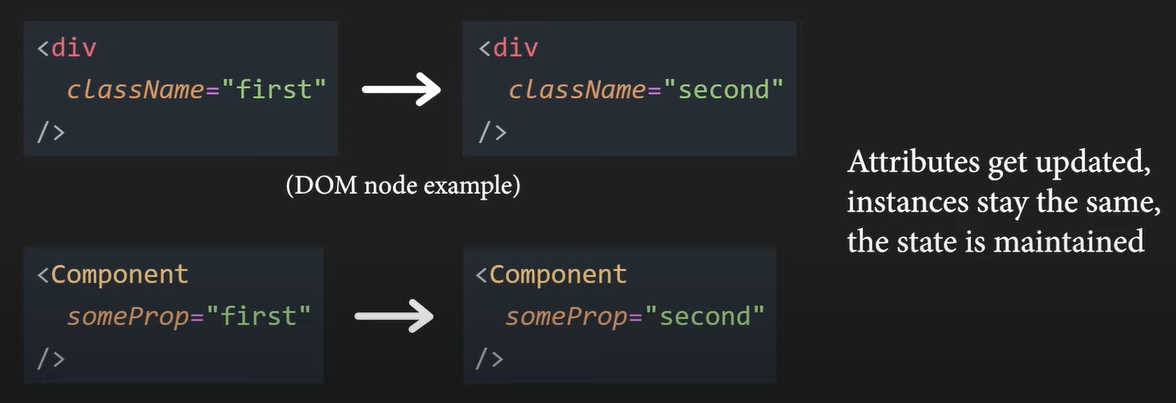 <div
className="first"
/>
<div
className="second"
/>
(DOM node example)
Attributes get updated,
instances stay the same,
the state is maintained
<Component
someProp="first"
/>
<Component
someProp="second"
/>